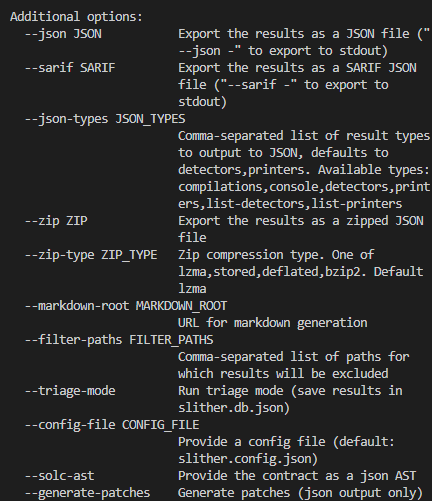 Additional options:
--json JSON Export the results as a JSON file ("
--json -" to export to stdout)
--sarif SARIF Export the results as a SARIF JSON
file ("--sarif -" to export to
stdout)
--json-types JSON_TYPES
Comma-separated list of result types
to output to JSON, defaults to
detectors,printers. Available types:
compilations,console,detectors,print
ers,list-detectors,list-printers
--zip ZIP Export the results as a zipped JSON
file
--zip-type ZIP_TYPE Zip compression type. One of
lzma,stored,deflated,bzip2. Default
lzma
--markdown-root MARKDOWN_ROOT
URL for markdown generation
--filter-paths FILTER_PATHS
Comma-separated list of paths for
which results will be excluded
--triage-mode Run triage mode (save results in
slither.db.json)
--config-file CONFIG_FILE
Provide a config file (default:
slither.config.json)
--solc-ast Provide the contract as a json AST
--generate-patches Generate patches (json output only)